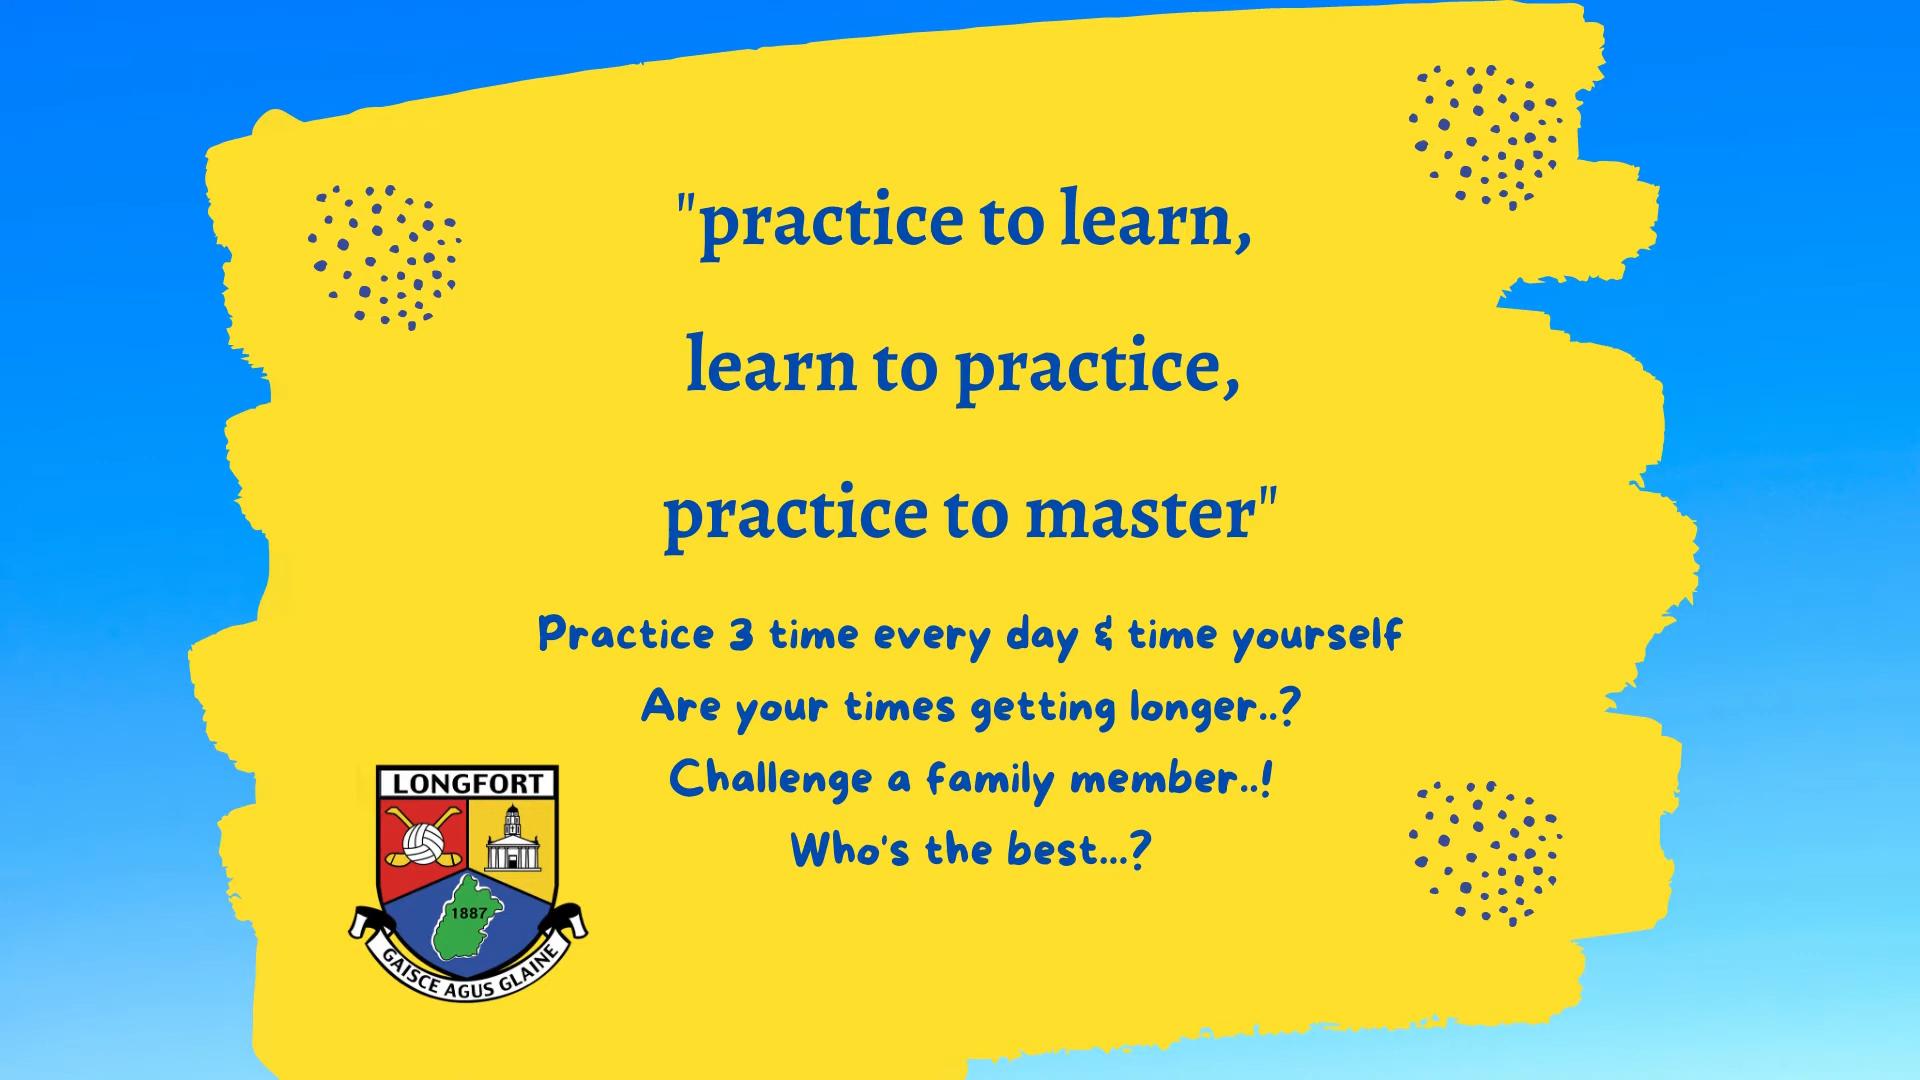 "practice to learn,
learn to practice,
practice to master"
Practice 3 time every day & time yourself
Are your times getting longer..?
Challenge a family member..!
Who's the best...?
LONGFORT
1887
GAISCE AGUS GLAINE